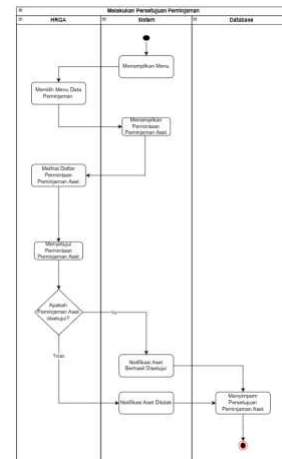 Melakukan Persetujuan Peminjaman
HRGA
Sistem
Database
Menampilkan Menu
Memilih Menu Data
Peminjaman
Menampilkan
Permintaan
Peminjaman Aset
Melihat Daftar
Permintaan
Peminjaman Aset
Menyetujui
Permintaan
Peminjaman Aset
Apakah
Peminjaman Aset
disetujui?
Ya
Tidak
Notifikasi Aset
Berhasil Disetujui
Notifikasi Aset Ditolak
Menyimpan
Persetujuan
Peminjaman Aset